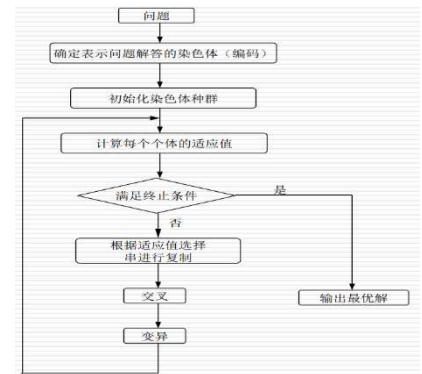 问题
确定表示问题解答的染色体（编码）
初始化染色体种群
计算每个个体的适应值
满足终止条件
是
否
根据适应值选择
串进行复制
交叉
输出最优解
变异